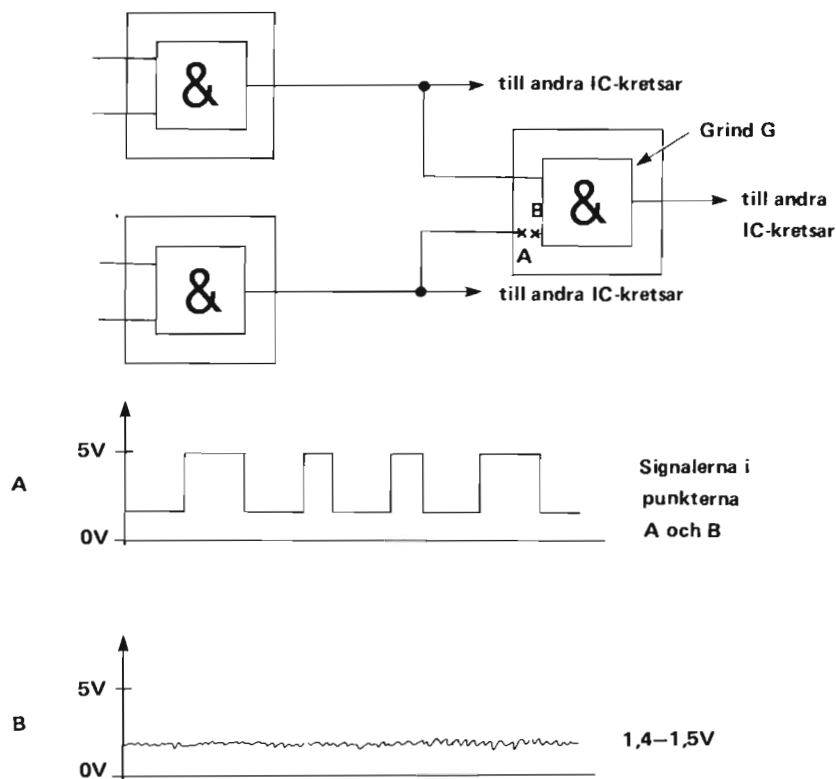 &
till andra IC-kretsar
Grind G
B
&
till andra
IC-kretsar
A
&
till andra IC-kretsar
5V
A
0V
Signalerna i
punkterna
A och B
5V
B
0V
1,4–1,5V